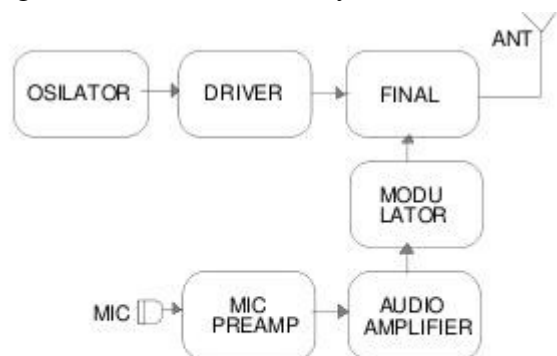 ANT
OSILATOR
DRIVER
FINAL
MODU
LATOR
MIC
MIC
PREAMP
AUDIO
AMPLIFIER